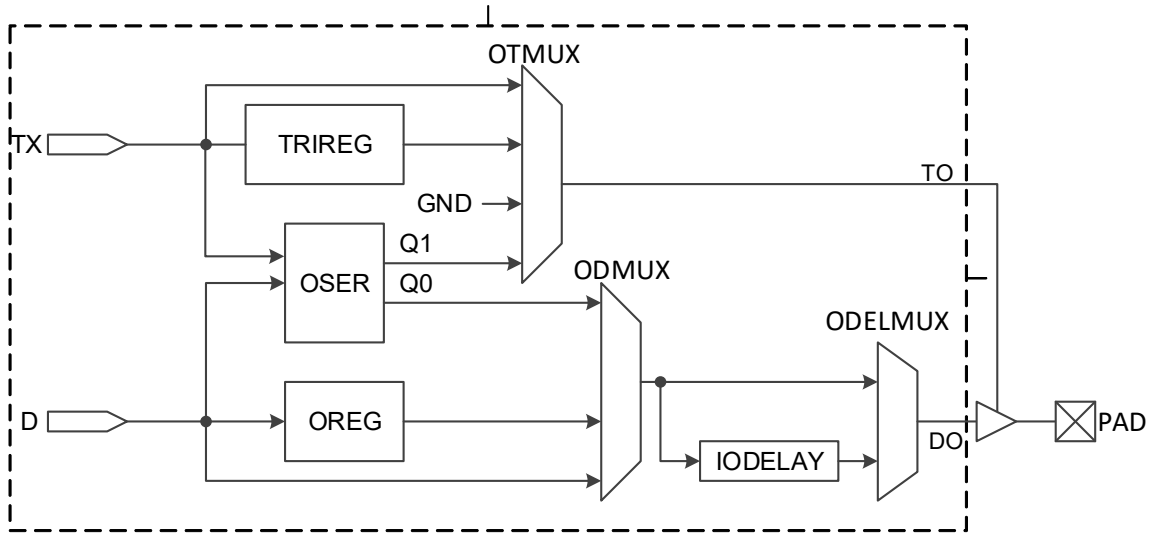 OTMUX
TX
TRIREG
TO
GND
Q1
OSER
Q0
ODMUX
ODELMUX
D
OREG
DO
PAD
IODELAY